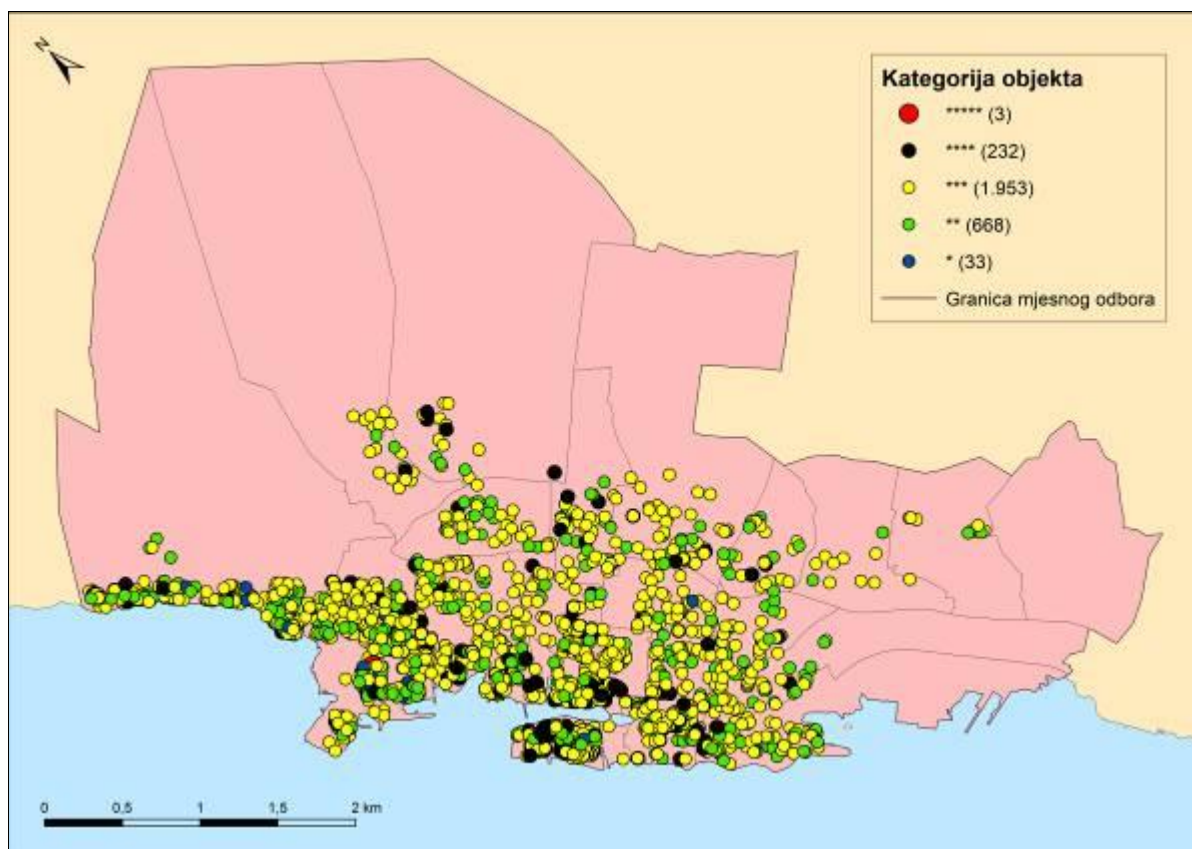 N
Kategorija objekta
***** (3)
**** (232)
*** (1.953)
** (668)
* (33)
Granica mjesnog odbora
0 0,5 1 1,5 2 km